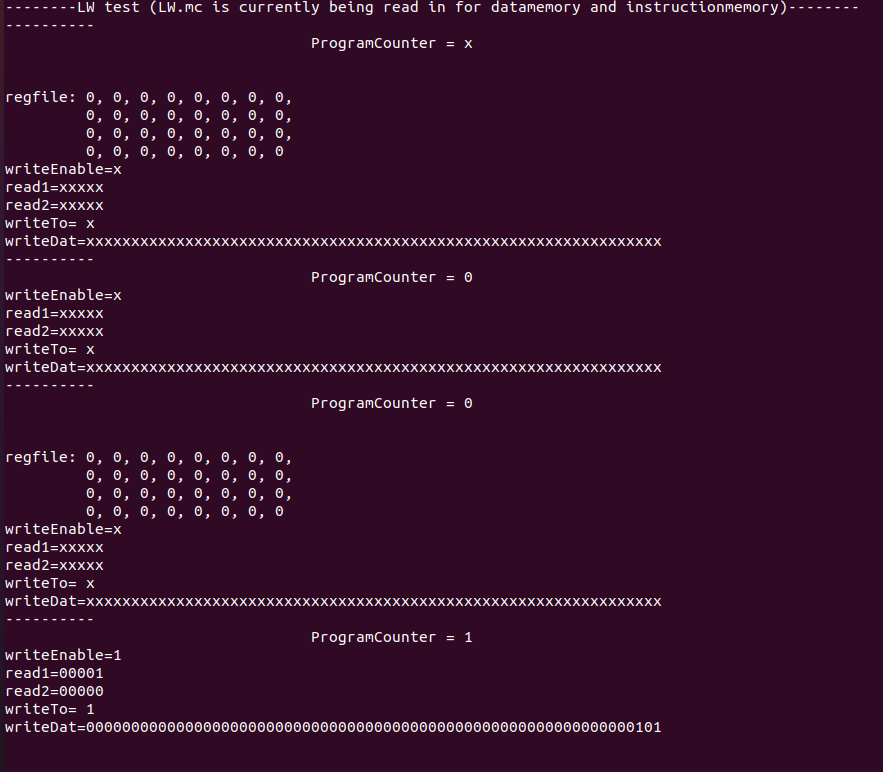 --------LW test (LW.mc is currently being read in for datamemory and instructionmemory)--------
----------
ProgramCounter = x
regfile: 0, 0, 0, 0, 0, 0, 0, 0,
0, 0, 0, 0, 0, 0, 0, 0,
0, 0, 0, 0, 0, 0, 0, 0,
0, 0, 0, 0, 0, 0, 0, 0
writeEnable=x
read1=xxxxx
read2=xxxxx
writeTo= x
writeDat=xxxxxxxxxxxxxxxxxxxxxxxxxxxxxxxxxxxxxxxxxxxxxxxxxxxxxxxxxxxxxxxx
----------
ProgramCounter = 0
writeEnable=x
read1=xxxxx
read2=xxxxx
writeTo= x
writeDat=xxxxxxxxxxxxxxxxxxxxxxxxxxxxxxxxxxxxxxxxxxxxxxxxxxxxxxxxxxxxxxxx
----------
ProgramCounter = 0
regfile: 0, 0, 0, 0, 0, 0, 0, 0,
0, 0, 0, 0, 0, 0, 0, 0,
0, 0, 0, 0, 0, 0, 0, 0,
0, 0, 0, 0, 0, 0, 0, 0
writeEnable=x
read1=xxxxx
read2=xxxxx
writeTo= x
writeDat=xxxxxxxxxxxxxxxxxxxxxxxxxxxxxxxxxxxxxxxxxxxxxxxxxxxxxxxxxxxxxxxx
----------
ProgramCounter = 1
writeEnable=1
read1=00001
read2=00000
writeTo= 1
writeDat=0000000000000000000000000000000000000000000000000000000000000101